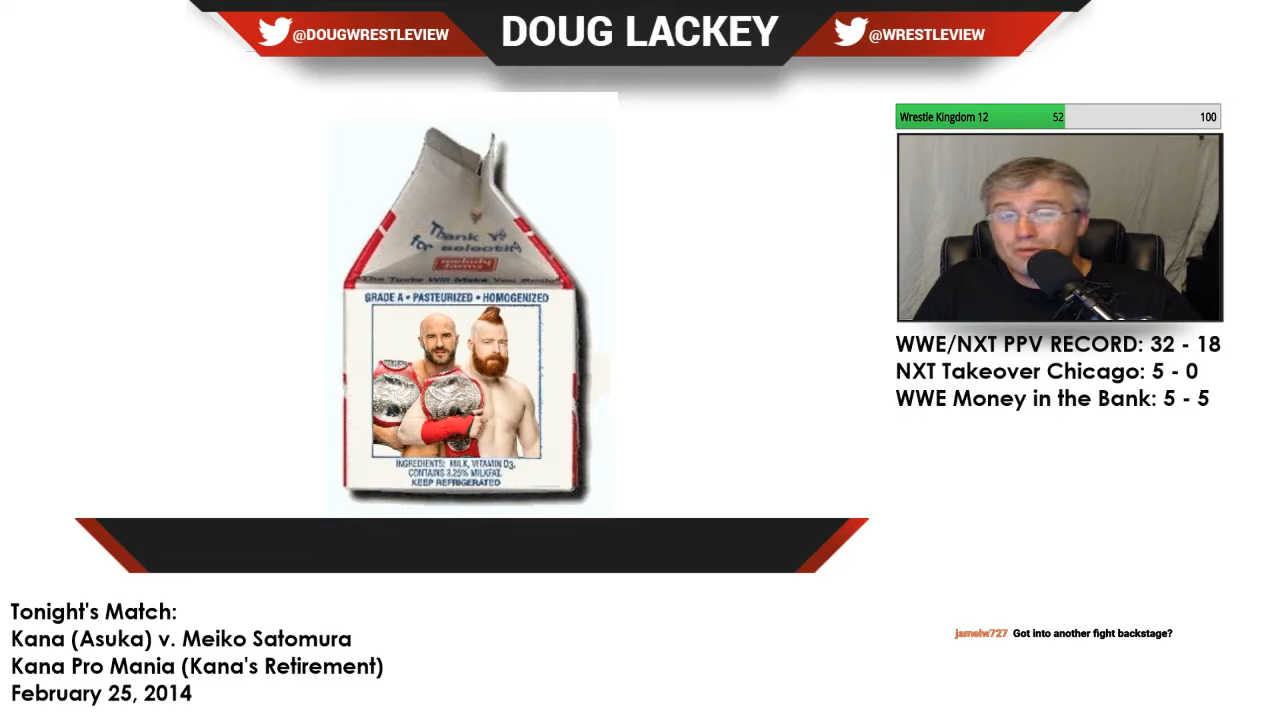 @DOUGWRESTLEVIEW
DOUG LACKEY
@WRESTLEVIEW
Wrestle Kingdom 12 52 100
Thank
for selecting
melody
farms
The Taste Will Make You Smile
GRADE A • PASTEURIZED • HOMOGENIZED
INGREDIENTS: MILK, VITAMIN D3.
CONTAINS 3.25% MILKFAT.
KEEP REFRIGERATED
WWE/NXT PPV RECORD: 32 - 18
NXT Takeover Chicago: 5 - 0
WWE Money in the Bank: 5 - 5
Tonight's Match:
Kana (Asuka) v. Meiko Satomura
Kana Pro Mania (Kana's Retirement)
February 25, 2014
jamelw727 Got into another fight backstage?